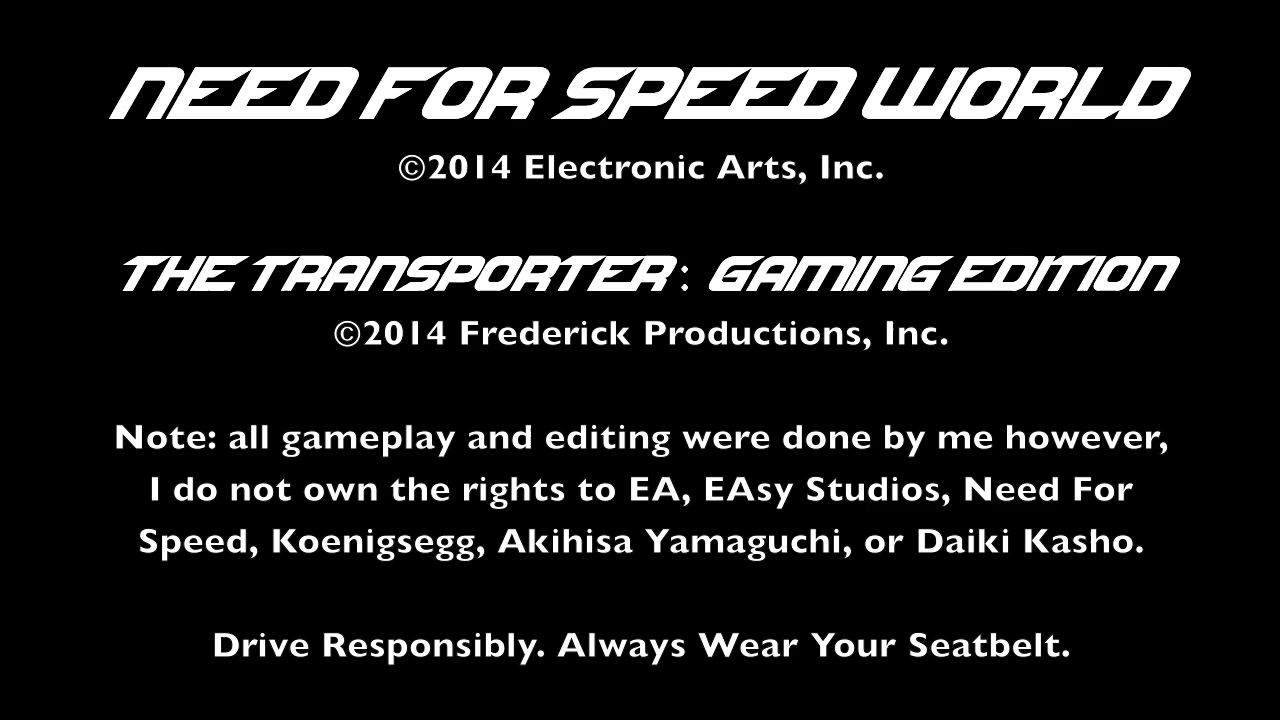 NEED FOR SPEED WORLD
©2014 Electronic Arts, Inc.
THE TRANSPORTER: GAMING EDITION
©2014 Frederick Productions, Inc.
Note: all gameplay and editing were done by me however,
I do not own the rights to EA, EAsy Studios, Need For
Speed, Koenigsegg, Akihisa Yamaguchi, or Daiki Kasho.
Drive Responsibly. Always Wear Your Seatbelt.